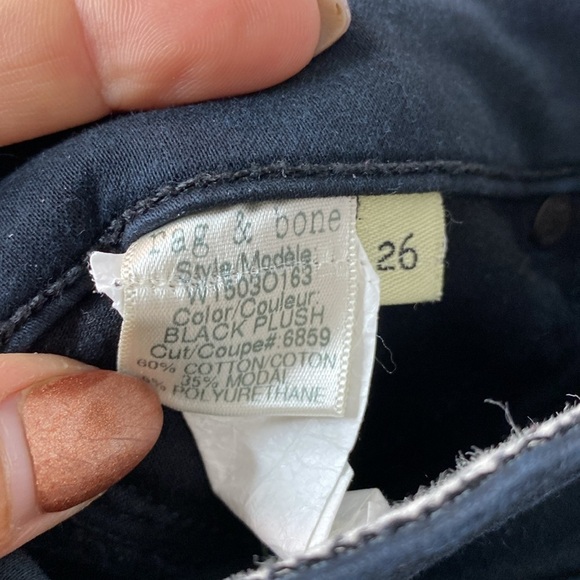 rag & bone
Style/Modèle
W1503O163
Color/Couleur:
BLACK PLUSH
Cut/Coupe#: 6859
60% COTTON/COTON
35% MODAL
POLYURETHANE
26